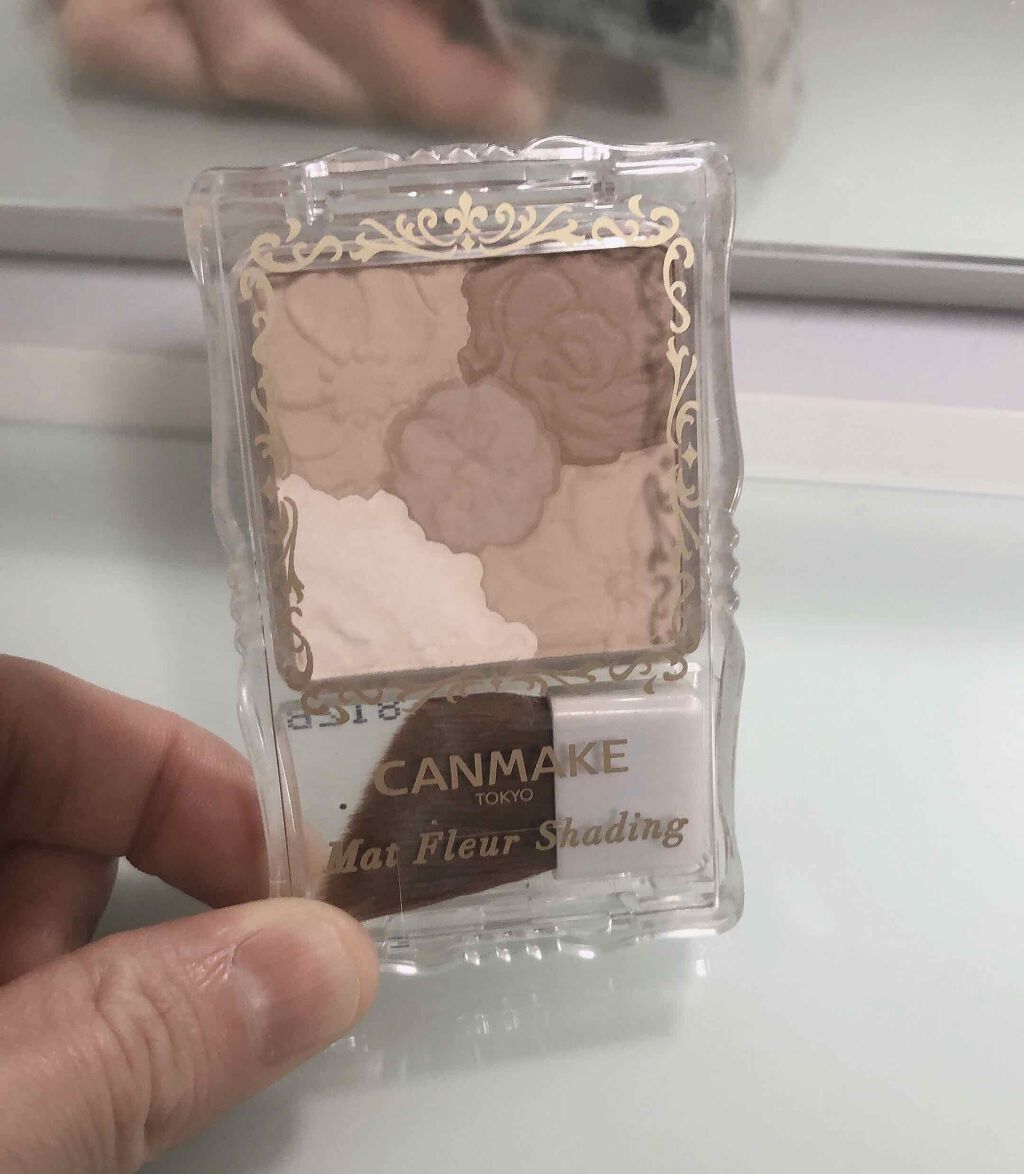 CANMAKE
TOKYO
Mat Fleur Shading